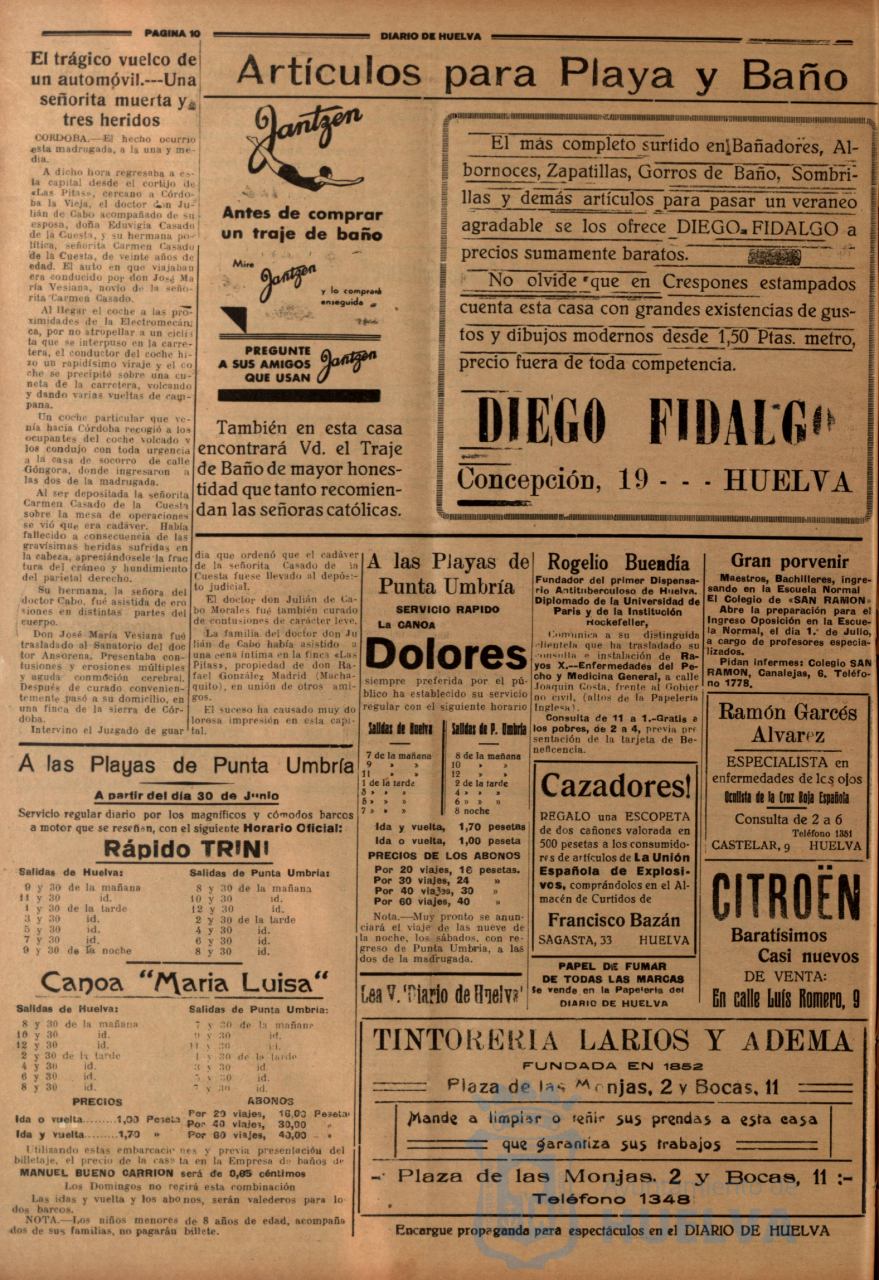 PAGINA 10
DIARIO DE HUELVA
El trágico vuelco de
un automóvil.---Una
señorita muerta y
tres heridos
CORDOBA.—El hecho ocurrio
esta madrugada, a la una y me-
dia.
A dicho hora regresaba a es-
ta capital desde el cortijo de
«Las Pitas», cercano a Córdo-
ba la Vieja, el doctor don Ju-
lián de Cabo acompañado de su
esposa, doña Eduvigia Casado
de la Cuesta, y su hermana po-
lítica, señorita Carmen Casado
de la Cuesta, de veinte años de
edad. El auto en que viajaban
era conducido por don José Ma
ría Vesiana, novio de la seño-
rita Carmen Casado.
Al llegar el coche a las pro-
ximidades de la Electromecáni-
ca, por no atropellar a un ciclis
ta que se interpuso en la carre-
tera, el conductor del coche hi-
zo un rapidísimo viraje y el co
che se precipitó sobre una cu-
neta de la carretera, volcando
y dando varias vueltas de cam-
pana.
Un coche particular que ve-
nía hacia Córdoba recogió a los
ocupantes del coche volcado y
los condujo con toda urgencia
a la casa de socorro de calle
Góngora, donde ingresaron a
las dos de la madrugada.
Al ser depositada la señorita
Carmen Casado de la Cuesta
sobre la mesa de operaciones
se vió que era cadáver. Había
fallecido a consecuencia de las
gravísimas heridas sufridas en
la cabeza, apreciándosele la frac
tura del cráneo y hundimiento
del parietal derecho.
Su hermana, la señora del
doctor Cabo, fué asistida de ero
siones en distintas partes del
cuerpo.
Don José María Vesiana fué
trasladado al Sanatorio del doc
tor Ansorena. Presentaba con-
tusiones y erosiones múltiples
y aguda conmoción cerebral.
Después de curado convenien-
temente pasó a su domicilio, en
una finca de la sierra de Cór-
doba.
Intervino el Juzgado de guar
dia que ordenó que el cadáver
de la señorita Casado de la
Cuesta fuese llevado al depósi-
to judicial.
El doctor don Julián de Ca-
bo Morales fué también curado
de contusiones de carácter leve.
La familia del doctor don Ju
lián de Cabo había asistido a
una cena íntima en la finca «Las
Pitas», propiedad de don Ra-
fael González Madrid (Macha-
quito), en unión de otros ami-
gos.
El suceso ha causado muy do
lorosa impresión en esta capi-
tal.
Artículos para Playa y Baño
Jantzen
Antes de comprar
un traje de baño
Mire
Jantzen
y lo comprará
enseguida
PREGUNTE
A SUS AMIGOS
QUE USAN
Jantzen
También en esta casa
encontrará Vd. el Traje
de Baño de mayor hones-
tidad que tanto recomien-
dan las señoras católicas.
El más completo surtido en Bañadores, Al-
bornoces, Zapatillas, Gorros de Baño, Sombri-
llas y demás artículos para pasar un veraneo
agradable se los ofrece DIEGO FIDALGO a
precios sumamente baratos.
No olvide que en Crespones estampados
cuenta esta casa con grandes existencias de gus-
tos y dibujos modernos desde 1,50 Ptas. metro,
precio fuera de toda competencia.
DIEGO FIDALGO
Concepción, 19 - - - HUELVA
A las Playas de Punta Umbría
A partir del día 30 de Junio
Servicio regular diario por los magníficos y cómodos barcos
a motor que se reseñan, con el siguiente Horario Oficial:
Rápido TRINI
Salidas de Huelva: Salidas de Punta Umbria:
9 y 30 de la mañana 8 y 30 de la mañana
11 y 30 id. 10 y 30 id.
1 y 30 de la tarde 12 y 30 id.
3 y 30 id. 2 y 30 de la tarde
5 y 30 id. 4 y 30 id.
7 y 30 id. 6 y 30 id.
9 y 30 de la noche 8 y 30 id.
Canoa "Maria Luisa"
Salidas de Huelva: Salidas de Punta Umbria:
8 y 30 de la mañana 7 y 30 de la mañana
10 y 30 id. 9 y 30 id.
12 y 30 id. 11 y 30 id.
2 y 30 de la tarde 1 y 30 de la tarde
4 y 30 id. 3 y 30 id.
6 y 30 id. 5 y 30 id.
8 y 30 id. 7 y 30 id.
PRECIOS ABONOS
Ida o vuelta.........1,00 Peseta Por 20 viajes, 16,00 Pesetas
Por 40 viajes, 30,00 »
Ida y vuelta.........1,70 » Por 60 viajes, 40,00 »
Utilizando estas embarcaciones y previa presentación del
billetaje, el precio de la caseta en la Empresa de baños de
MANUEL BUENO CARRION será de 0,65 céntimos
Los Domingos no regirá esta combinación
Las idas y vuelta y los abonos, serán valederos para lo
dos barcos.
NOTA.—Los niños menores de 8 años de edad, acompaña
dos de sus familias, no pagarán billete.
A las Playas de
Punta Umbría
SERVICIO RAPIDO
La CANOA
Dolores
siempre preferida por el pú-
blico ha establecido su servicio
regular con el siguiente horario
Salidas de Huelva Salidas de P. Umbría
7 de la mañana 8 de la mañana
9 » » 10 » »
11 » » 12 » »
1 de la tarde 2 de la tarde
3 » » 4 » »
5 » » 6 » »
7 » » 8 noche
Ida y vuelta, 1,70 pesetas
Ida o vuelta, 1,00 peseta
PRECIOS DE LOS ABONOS
Por 20 viajes, 16 pesetas.
Por 30 viajes, 24 »
Por 40 viajes, 30 »
Por 60 viajes, 40 »
Nota.—Muy pronto se anun-
ciará el viaje de las nueve de
la noche, los sábados, con re-
greso de Punta Umbría, a las
dos de la madrugada.
Lea V. 'Diario de Huelva'
Rogelio Buendía
Fundador del primer Dispensa-
rio Antituberculoso de Huelva.
Diplomado de la Universidad de
París y de la Institución
Rockefeller,
Comunica a su distinguida
clientela que ha trasladado su
consulta e instalación de Ra-
yos X.—Enfermedades del Pe-
cho y Medicina General, a calle
Joaquin Costa, frente al Gobier
no civil, (altos de la Papelería
Inglesa).
Consulta de 11 a 1.-Gratis a
los pobres, de 2 a 4, previa pre
sentación de la tarjeta de Be-
neficencia.
Cazadores!
REGALO una ESCOPETA
de dos cañones valorada en
500 pesetas a los consumido-
res de artículos de La Unión
Española de Explosi-
vos, comprándolos en el Al-
macén de Curtidos de
Francisco Bazán
SAGASTA, 33 HUELVA
PAPEL DE FUMAR
DE TODAS LAS MARCAS
Se vende en la Papelería del
DIARIO DE HUELVA
Gran porvenir
Maestros, Bachilleres, ingre-
sando en la Escuela Normal
El Colegio de «SAN RAMON»
Abre la preparación para el
Ingreso Oposición en la Escue-
la Normal, el día 1.º de Julio,
a cargo de profesores especia-
lizados.
Pidan informes: Colegio SAN
RAMON, Canalejas, 6. Teléfo-
no 1778.
Ramón Garcés
Alvarez
ESPECIALISTA en
enfermedades de los ojos
Oculista de la Cruz Roja Española
Consulta de 2 a 6
Teléfono 1351
CASTELAR, 9 HUELVA
CITROËN
Baratísimos
Casi nuevos
DE VENTA:
En calle Luís Romero, 9
TINTORERIA LARIOS Y ADEMA
FUNDADA EN 1852
Plaza de las Monjas, 2 y Bocas, 11
Mande a limpiar o teñir sus prendas a esta casa
que garantiza sus trabajos
-: Plaza de las Monjas. 2 y Bocas, 11 :-
Teléfono 1348
Encargue propaganda para espectáculos en el DIARIO DE HUELVA
HUELVA